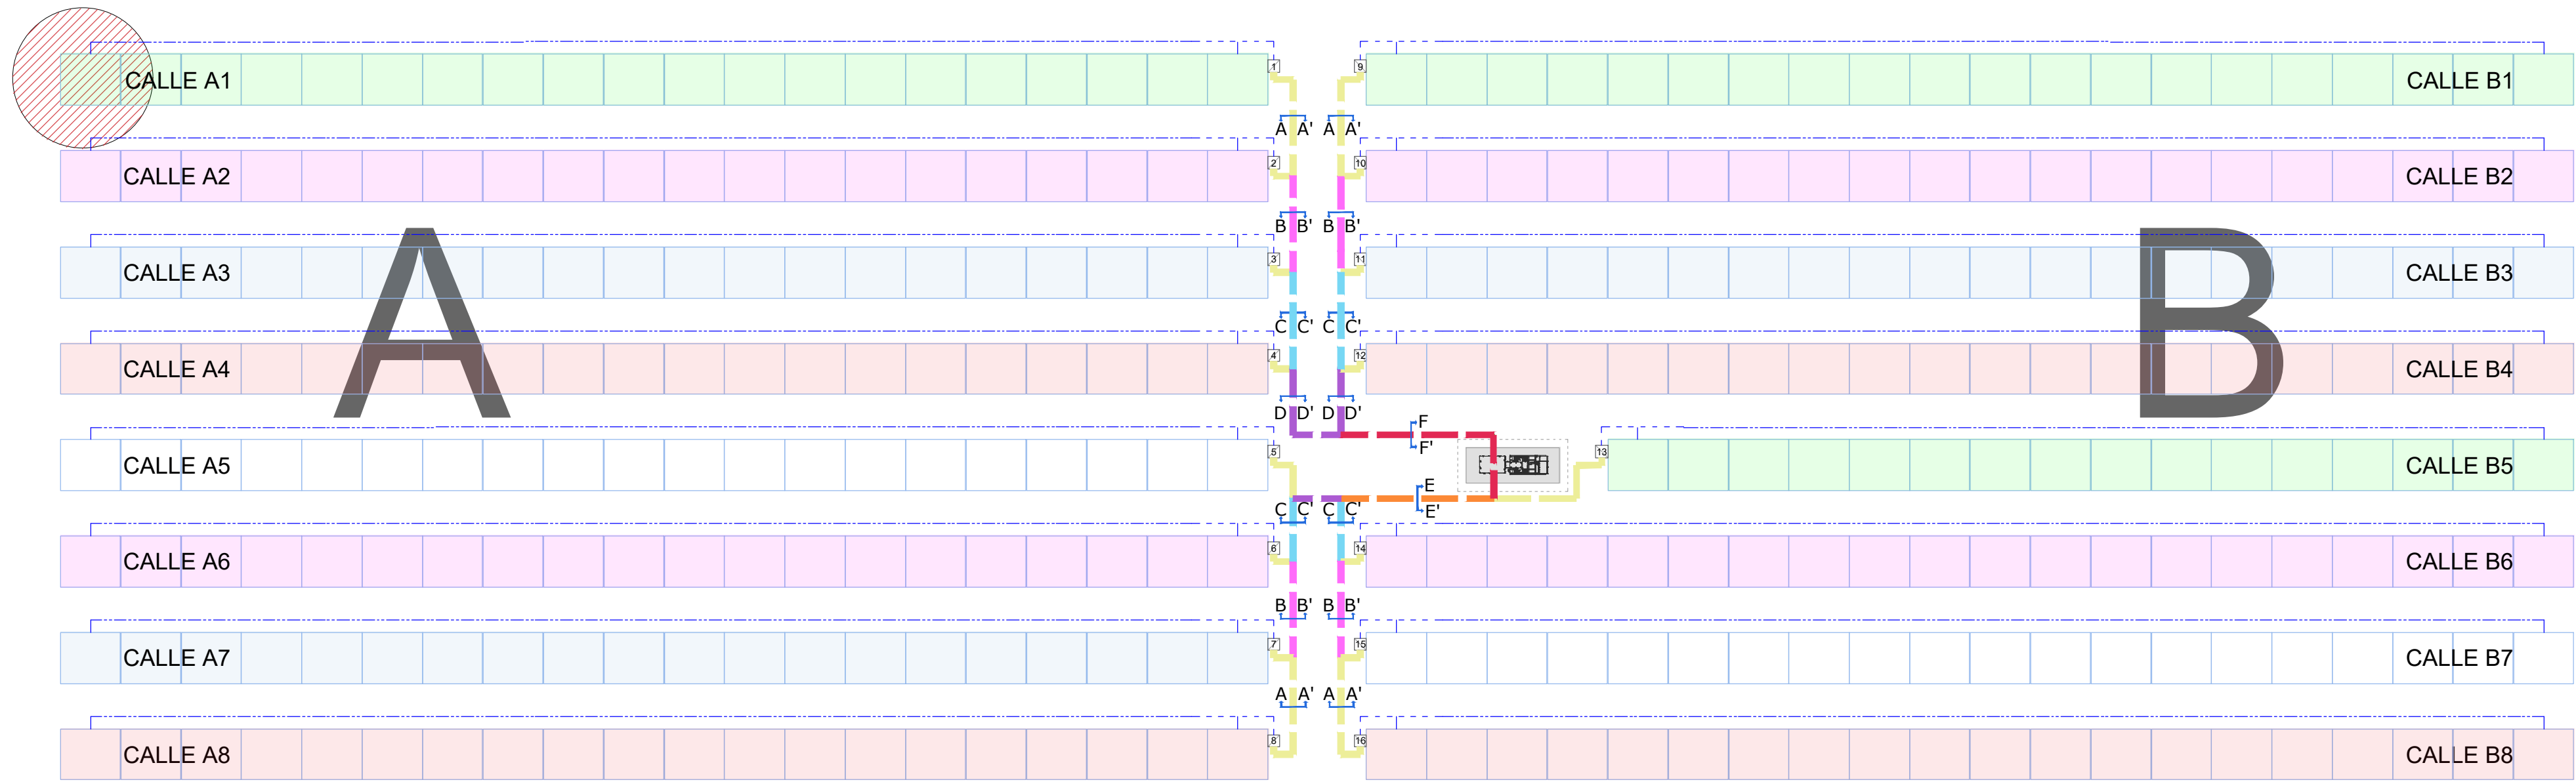 CALLE A1 1 9 CALLE B1
A A' A A'
CALLE A2 2 10 CALLE B2
B B' B B'
CALLE A3 3 11 CALLE B3
A B
C C' C C'
CALLE A4 4 12 CALLE B4
D D' D D'
F
F'
CALLE A5 5 13 CALLE B5
E
E'
C C' C C'
CALLE A6 6 14 CALLE B6
B B' B B'
CALLE A7 7 15 CALLE B7
A A' A A'
CALLE A8 8 16 CALLE B8